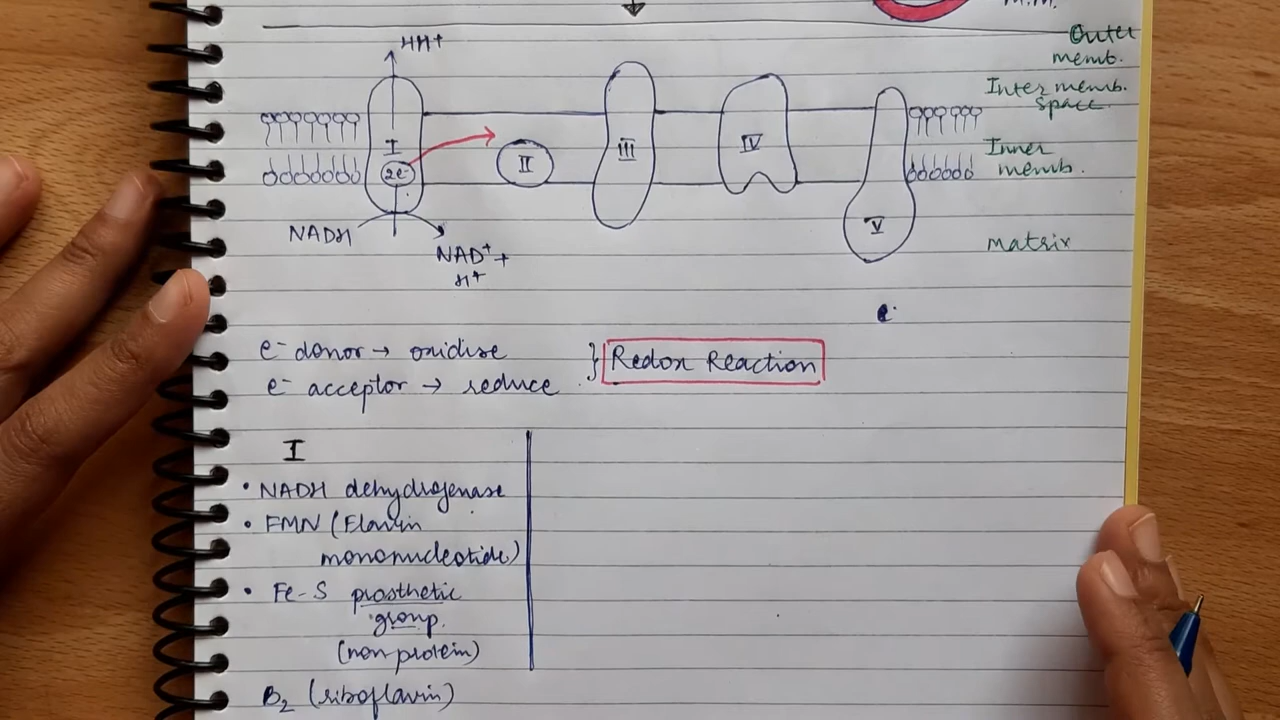 M.M.
Outer
memb.
4H+
Inter memb.
space
I
II
III
IV
Inner
memb.
2e-
NADH
NAD+ +
H+
V
matrix
e-
e- donor → oxidise
e- acceptor → reduce
} Redox Reaction
I
• NADH dehydrogenase
• FMN (Flavin
mononucleotide)
• Fe-S prosthetic
group.
(non protein)
B2 (riboflavin)